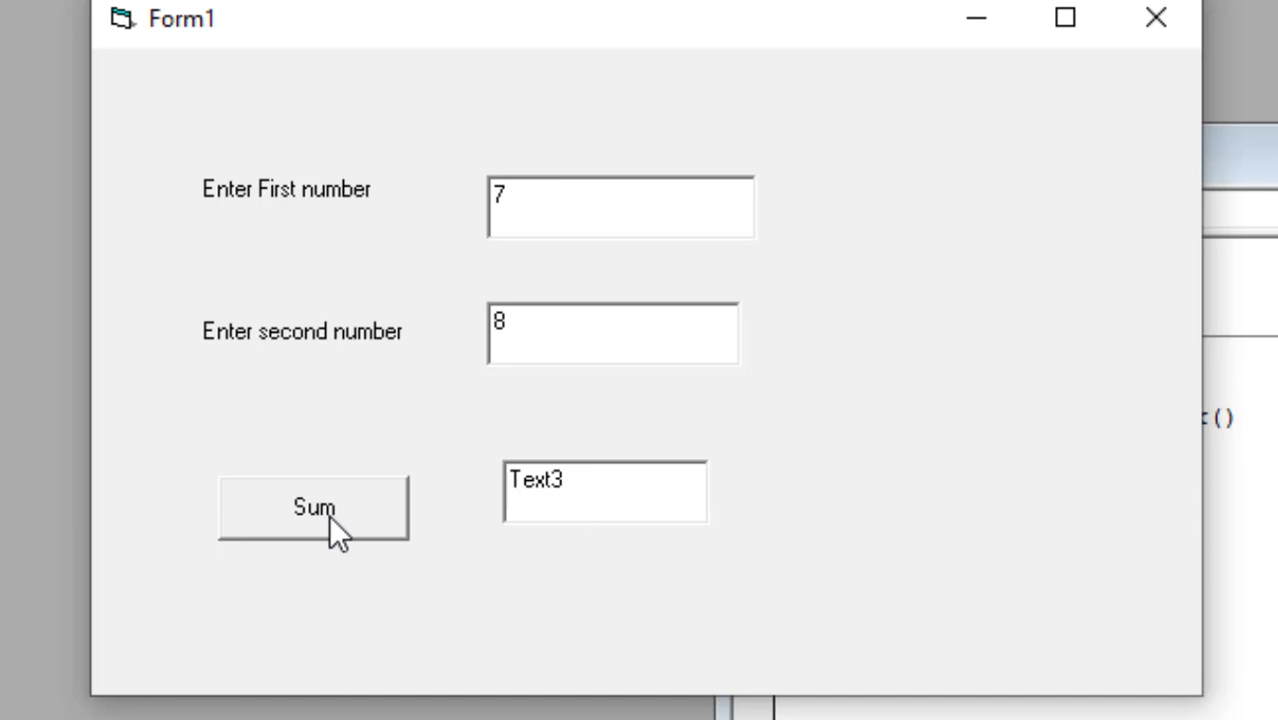 Form1
Enter First number
7
Enter second number
8
Sum
Text3
()